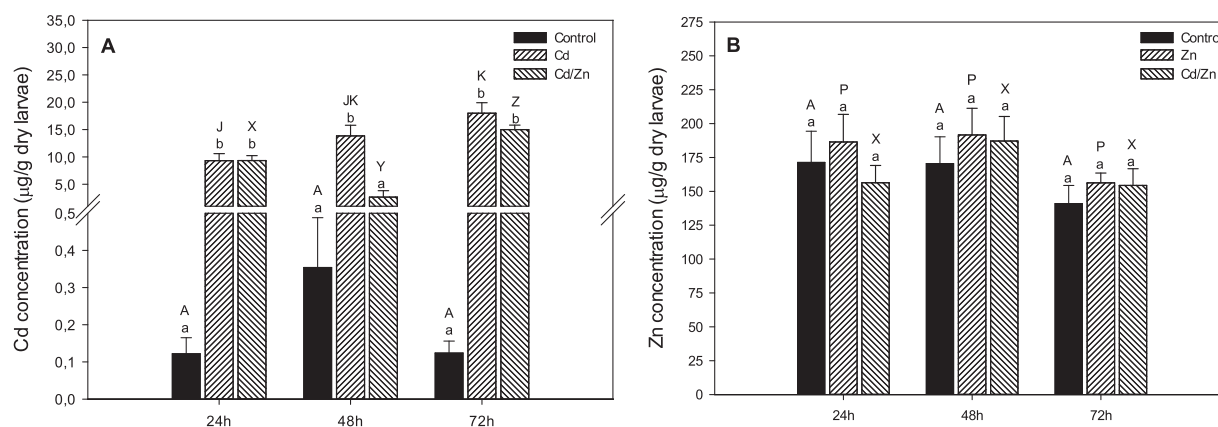 A
Control
Cd
Cd/Zn
Cd concentration (µg/g dry larvae)
35,0
30,0
25,0
20,0
15,0
10,0
5,0
0,5
0,4
0,3
0,2
0,1
0,0
A
a
J
b
X
b
A
a
JK
b
Y
a
A
a
K
b
Z
b
24h
48h
72h
B
Contro
Zn
Cd/Zn
Zn concentration (µg/g dry larvae)
275
250
225
200
175
150
125
100
75
50
25
0
A
a
P
a
X
a
A
a
P
a
X
a
A
a
P
a
X
a
24h
48h
72h